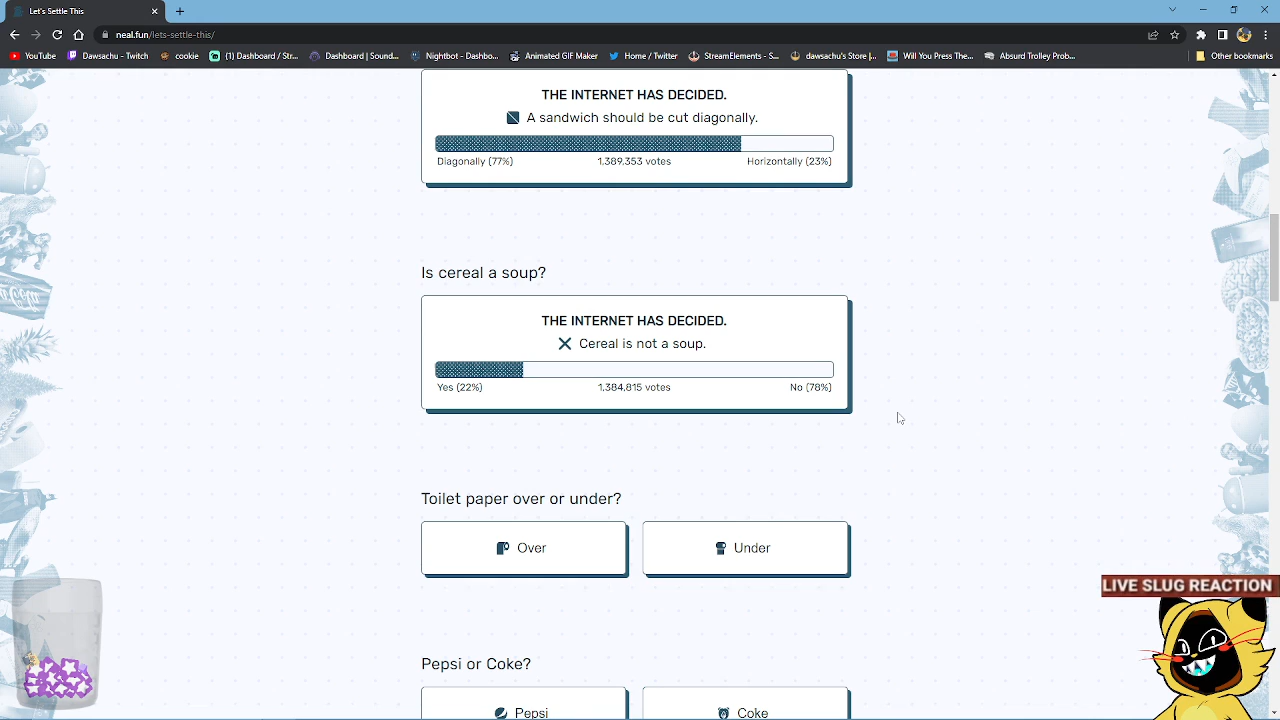 Let's Settle This
neal.fun/lets-settle-this/
YouTube
Dawsachu - Twitch
cookie
(1) Dashboard / Str...
Dashboard | Sound...
Nightbot - Dashbo...
Animated GIF Maker
Home / Twitter
StreamElements - S...
dawsachu's Store |...
Will You Press The...
Absurd Trolley Prob...
Other bookmarks
THE INTERNET HAS DECIDED.
Sandwich should be cut diagonally.
Diagonally (77%) 1,389,353 votes Horizontally (23%)
Is cereal a soup?
THE INTERNET HAS DECIDED.
Cereal is not a soup.
Yes (22%) 1,384,815 votes No (78%)
Toilet paper over or under?
Over
Under
Pepsi or Coke?
Pepsi
Coke
LIVE SLUG REACTION